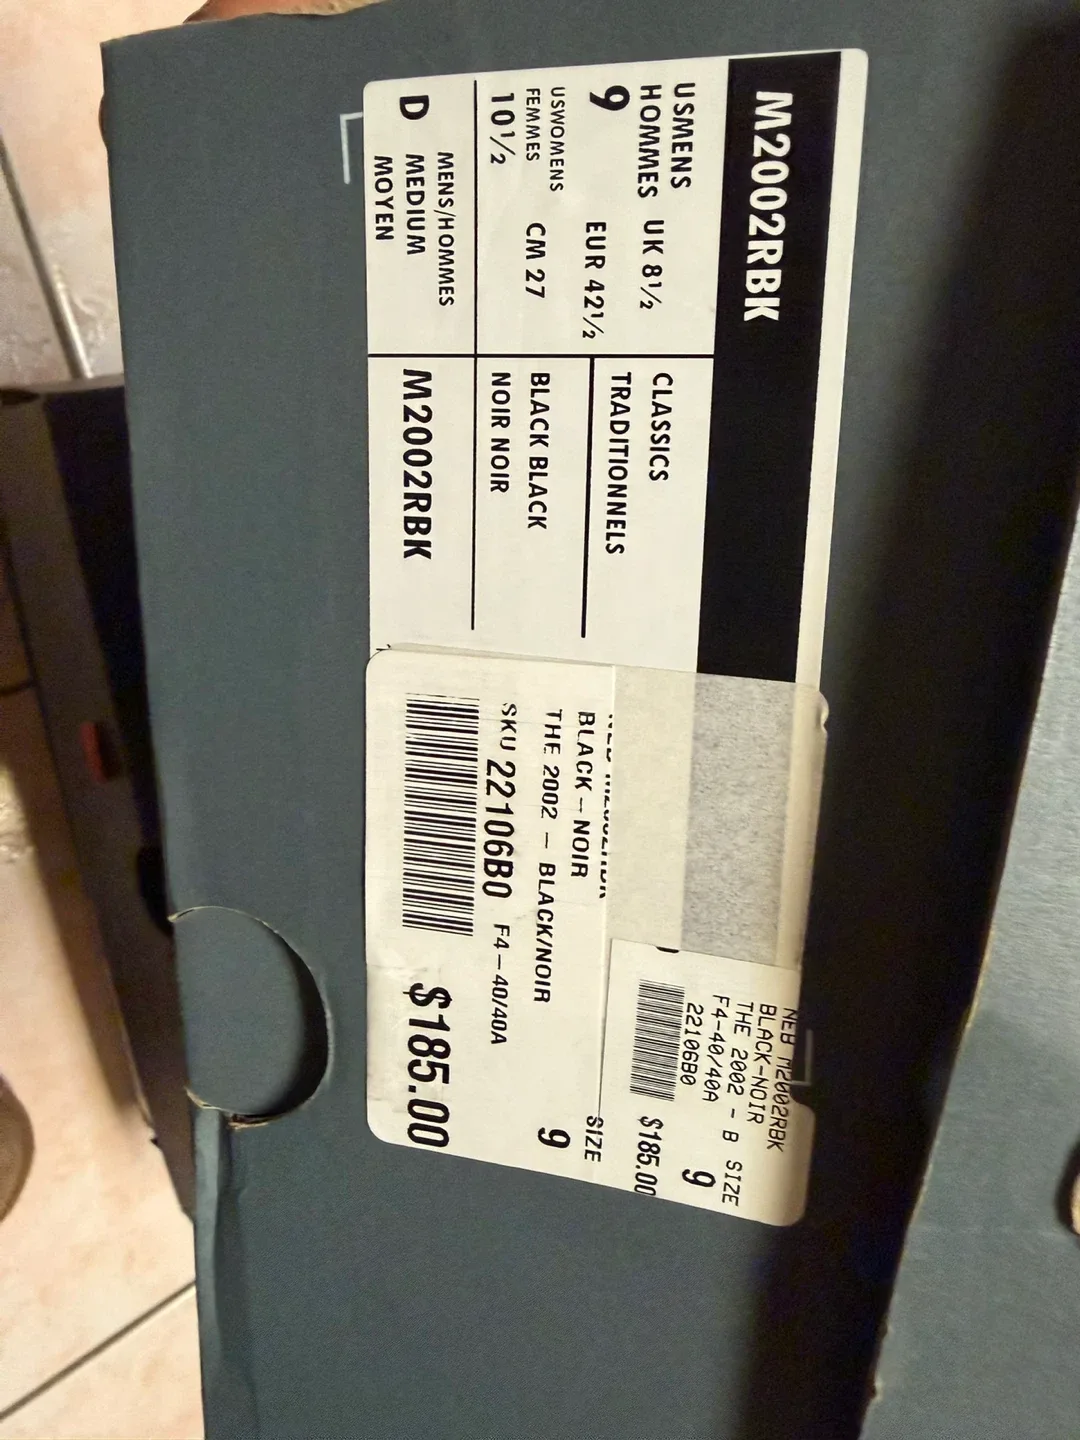 M2002RBK
USMENS
HOMMES
9
UK 8½
EUR 42½
USWOMENS
FEMMES
10½
CM 27
D
MENS/HOMMES
MEDIUM
MOYEN
CLASSICS
TRADITIONNELS
BLACK BLACK
NOIR NOIR
M2002RBK
BLACK-NOIR
THE 2002 - BLACK/NOIR
SKU 22106B0 F4-40/40A
SIZE
9
$185.00
NEB M2002RBK
BLACK-NOIR
THE 2002 - B SIZE
F4-40/40A 9
22106B0
$185.00